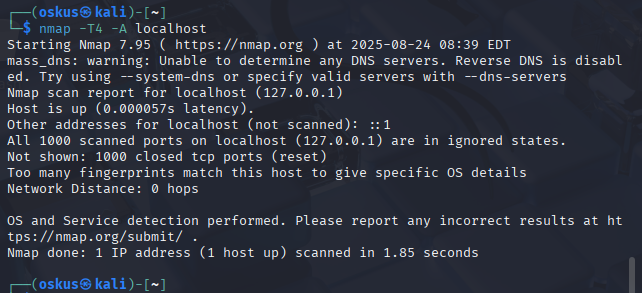 ┌──(oskus㉿kali)-[~]
└─$ nmap -T4 -A localhost
Starting Nmap 7.95 ( https://nmap.org ) at 2025-08-24 08:39 EDT
mass_dns: warning: Unable to determine any DNS servers. Reverse DNS is disabl
ed. Try using --system-dns or specify valid servers with --dns-servers
Nmap scan report for localhost (127.0.0.1)
Host is up (0.000057s latency).
Other addresses for localhost (not scanned): ::1
All 1000 scanned ports on localhost (127.0.0.1) are in ignored states.
Not shown: 1000 closed tcp ports (reset)
Too many fingerprints match this host to give specific OS details
Network Distance: 0 hops
OS and Service detection performed. Please report any incorrect results at ht
tps://nmap.org/submit/ .
Nmap done: 1 IP address (1 host up) scanned in 1.85 seconds
┌──(oskus㉿kali)-[~]